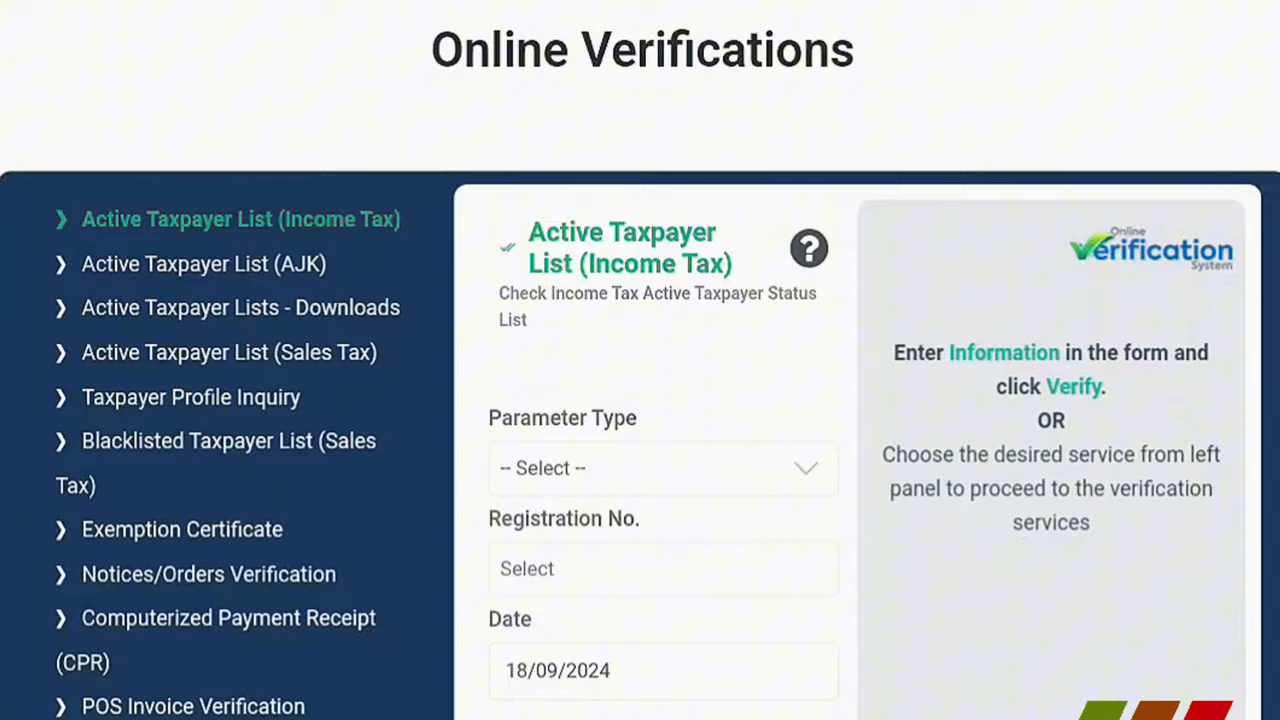 Online Verifications
❯ Active Taxpayer List (Income Tax)
❯ Active Taxpayer List (AJK)
❯ Active Taxpayer Lists - Downloads
❯ Active Taxpayer List (Sales Tax)
❯ Taxpayer Profile Inquiry
❯ Blacklisted Taxpayer List (Sales
Tax)
❯ Exemption Certificate
❯ Notices/Orders Verification
❯ Computerized Payment Receipt
(CPR)
❯ POS Invoice Verification
Active Taxpayer
List (Income Tax)
?
Check Income Tax Active Taxpayer Status
List
Parameter Type
-- Select --
Registration No.
Select
Date
18/09/2024
Online
Verification
System
Enter Information in the form and
click Verify.
OR
Choose the desired service from left
panel to proceed to the verification
services